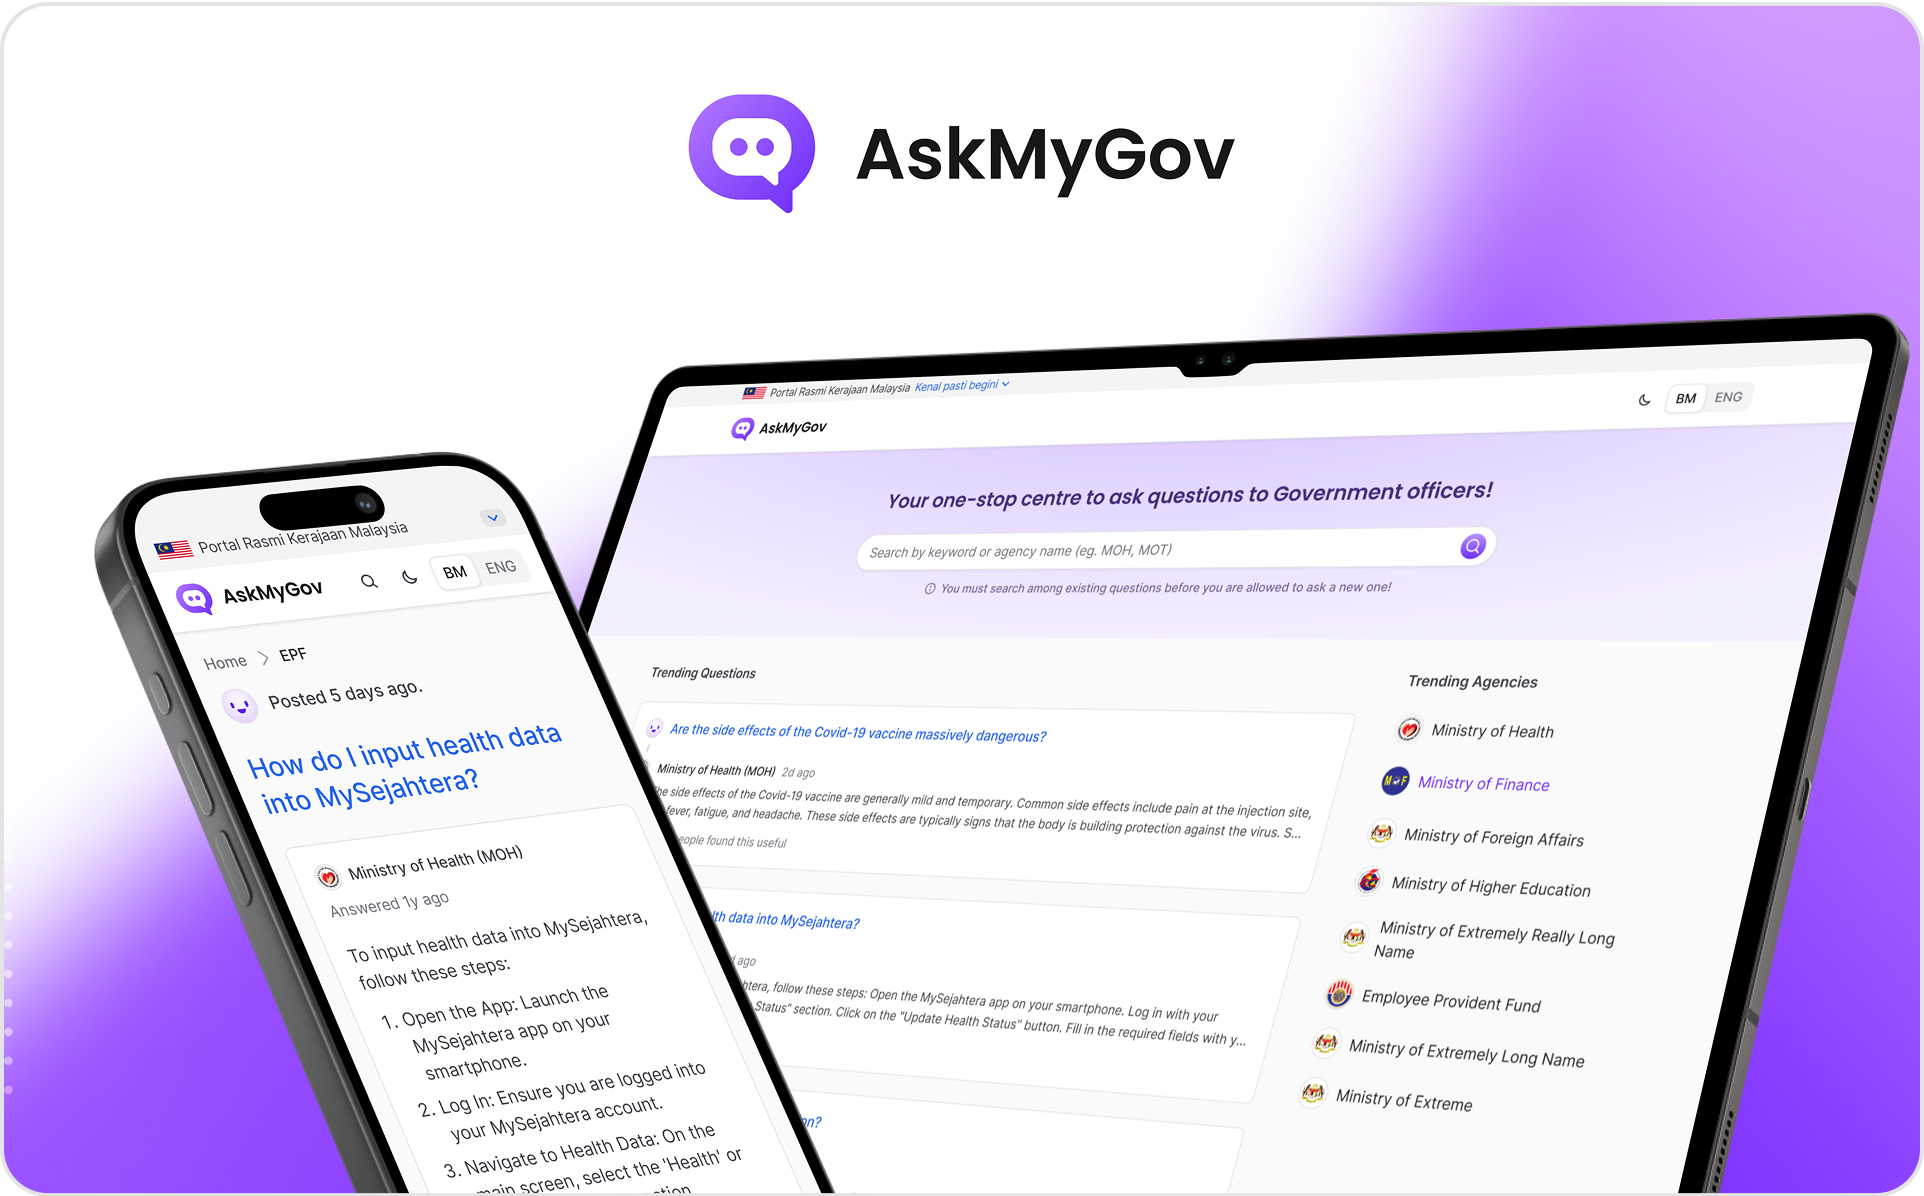 AskMyGov
Portal Rasmi Kerajaan Malaysia
AskMyGov
BM ENG
Home EPF
Posted 5 days ago.
How do I input health data
into MySejahtera?
Ministry of Health (MOH)
Answered 1y ago
To input health data into MySejahtera,
follow these steps:
1. Open the App: Launch the
MySejahtera app on your
smartphone.
2. Log In: Ensure you are logged into
your MySejahtera account.
3. Navigate to Health Data: On the
main screen, select the 'Health' or
Portal Rasmi Kerajaan Malaysia Kenal pasti begini
AskMyGov
BM ENG
Your one-stop centre to ask questions to Government officers!
Search by keyword or agency name (eg. MOH, MOT)
You must search among existing questions before you are allowed to ask a new one!
Trending Questions
Are the side effects of the Covid-19 vaccine massively dangerous?
Ministry of Health (MOH) 2d ago
he side effects of the Covid-19 vaccine are generally mild and temporary. Common side effects include pain at the injection site,
fever, fatigue, and headache. These side effects are typically signs that the body is building protection against the virus. S...
eople found this useful
lth data into MySejahtera?
d ago
htera, follow these steps: Open the MySejahtera app on your smartphone. Log in with your
Status" section. Click on the "Update Health Status" button. Fill in the required fields with y...
on?
Trending Agencies
Ministry of Health
Ministry of Finance
Ministry of Foreign Affairs
Ministry of Higher Education
Ministry of Extremely Really Long
Name
Employee Provident Fund
Ministry of Extremely Long Name
Ministry of Extreme